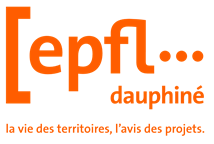 [epfl...
dauphiné
la vie des territoires, l'avis des projets.